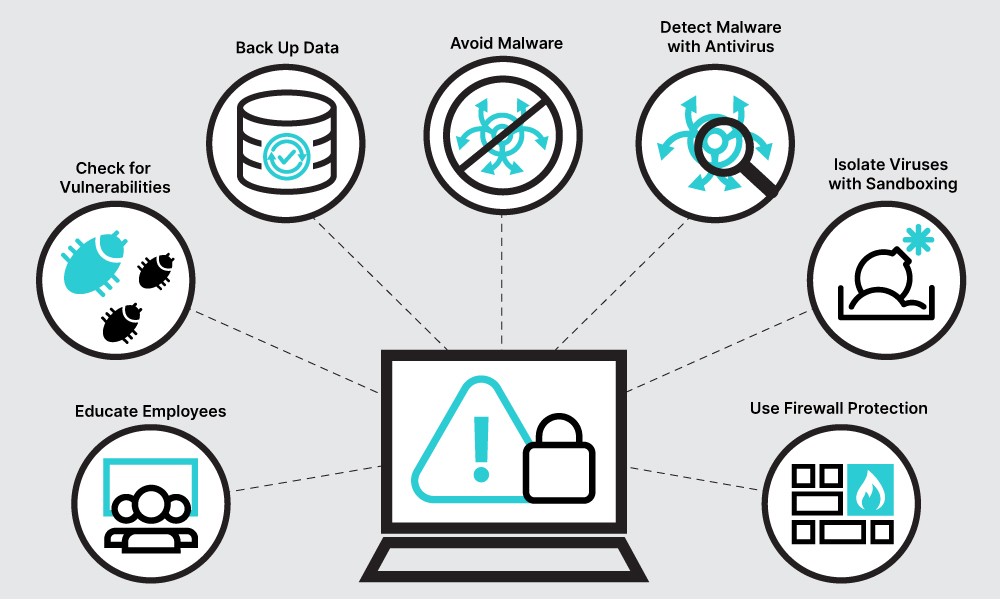 Back Up Data
Avoid Malware
Detect Malware
with Antivirus
Check for
Vulnerabilities
Isolate Viruses
with Sandboxing
Educate Employees
Use Firewall Protection
!